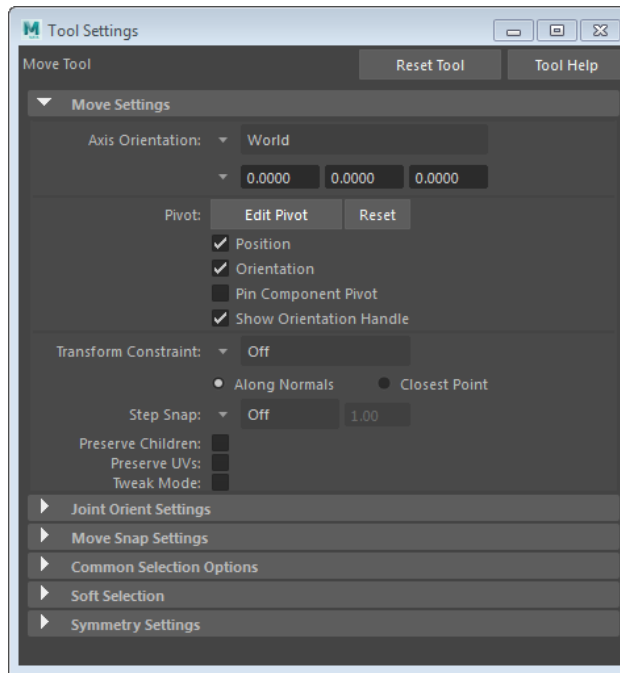 Tool Settings
Move Tool Reset Tool Tool Help
Move Settings
Axis Orientation: World
0.0000 0.0000 0.0000
Pivot: Edit Pivot Reset
Position
Orientation
Pin Component Pivot
Show Orientation Handle
Transform Constraint: Off
Along Normals Closest Point
Step Snap: Off 1.00
Preserve Children:
Preserve UVs:
Tweak Mode:
Joint Orient Settings
Move Snap Settings
Common Selection Options
Soft Selection
Symmetry Settings